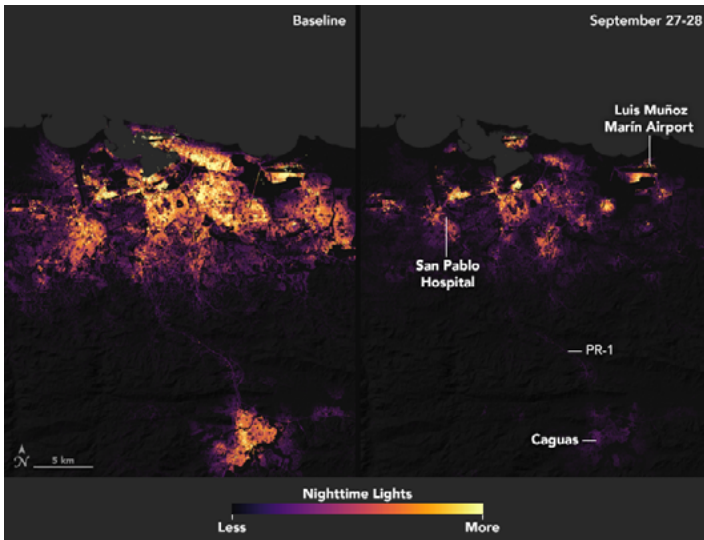 Baseline
September 27-28
Luis Muñoz
Marín Airport
San Pablo
Hospital
PR-1
Caguas
N
5 km
Nighttime Lights
Less
More